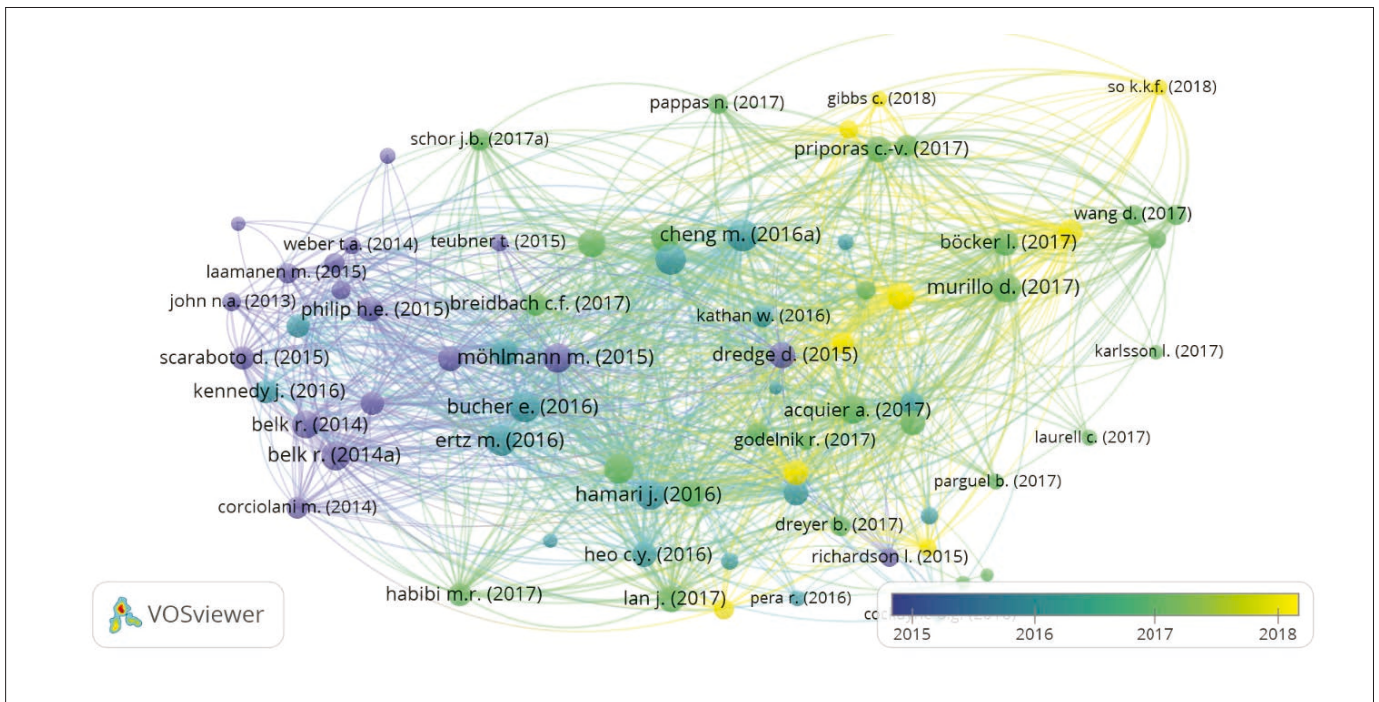 so k.k.f. (2018)
gibbs c. (2018)
pappas n. (2017)
schor j.b. (2017a)
priporas c.-v. (2017)
wang d. (2017)
weber t.a. (2014)
teubner t. (2015)
cheng m. (2016a)
böcker l. (2017)
laamanen m. (2015)
murillo d. (2017)
john n.a. (2013)
philip h.e. (2015)
breidbach c.f. (2017)
kathan w. (2016)
scaraboto d. (2015)
möhlmann m. (2015)
dredge d. (2015)
karlsson l. (2017)
kennedy j. (2016)
bucher e. (2016)
acquier a. (2017)
belk r. (2014)
ertz m. (2016)
godelnik r. (2017)
laurell c. (2017)
belk r. (2014a)
parguel b. (2017)
hamari j. (2016)
corciolani m. (2014)
dreyer b. (2017)
heo c.y. (2016)
richardson l. (2015)
habibi m.r. (2017)
lan j. (2017)
pera r. (2016)
VOSviewer
2015 2016 2017 2018